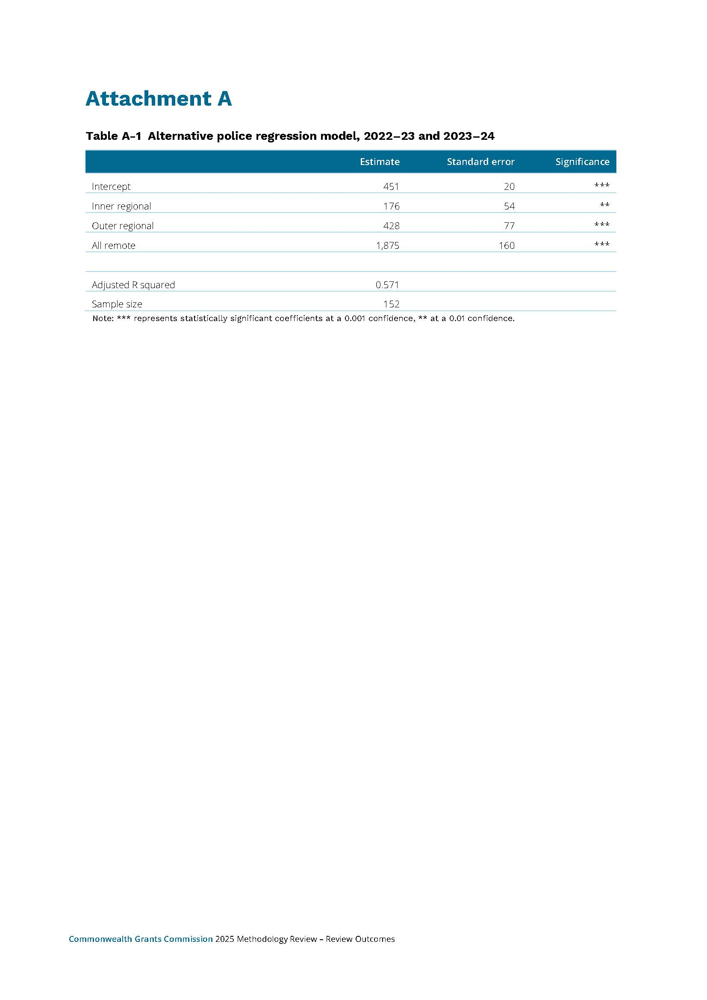 Attachment A
Table A-1 Alternative police regression model, 2022–23 and 2023–24
Estimate Standard error Significance
Intercept 451 20 ***
Inner regional 176 54 **
Outer regional 428 77 ***
All remote 1,875 160 ***
Adjusted R squared 0.571
Sample size 152
Note: *** represents statistically significant coefficients at a 0.001 confidence, ** at a 0.01 confidence.
Commonwealth Grants Commission 2025 Methodology Review – Review Outcomes